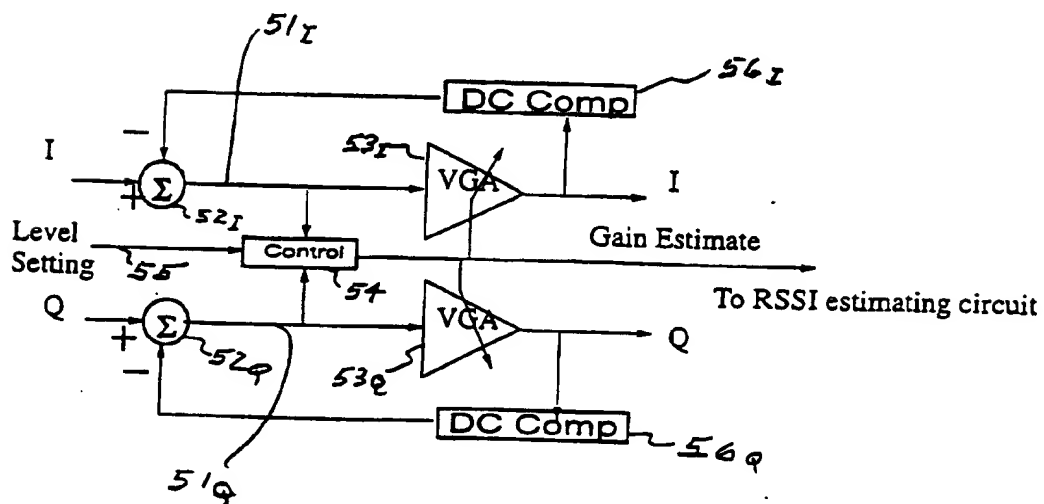 51I
56I
DC Comp
−
I
+
Σ
52I
53I
VGA
I
Level
Setting
55
Control
54
Gain Estimate
To RSSI estimating circuit
Q
+
Σ
−
52Q
53Q
VGA
Q
DC Comp
56Q
51Q